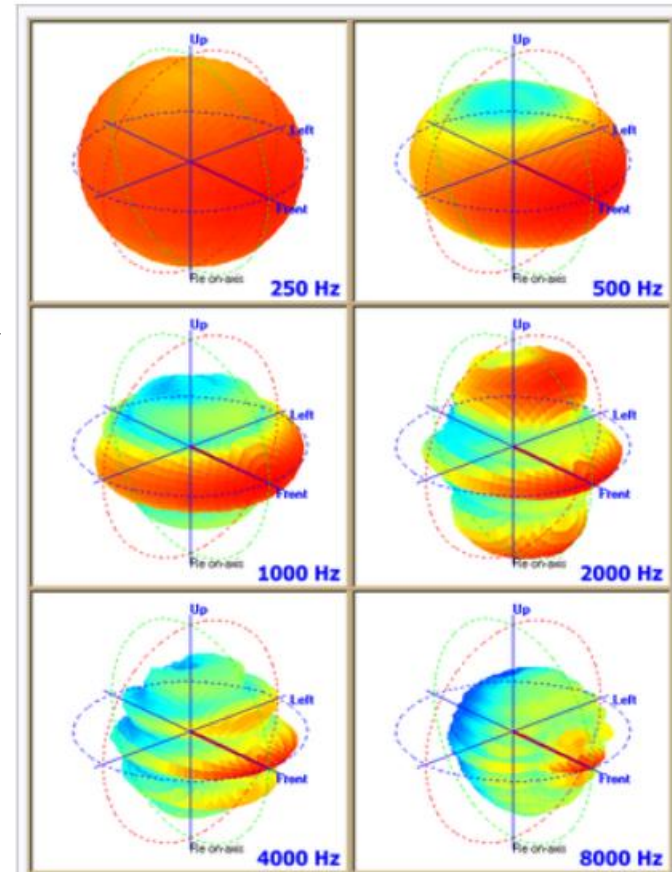 Up
Left
Front
Re on-axis
250 Hz
Up
Left
Front
Re on-axis
500 Hz
Up
Left
Front
Re on-axis
1000 Hz
Up
Left
Front
Re on-axis
2000 Hz
Up
Left
Front
Re on-axis
4000 Hz
Up
Left
Front
Re on-axis
8000 Hz